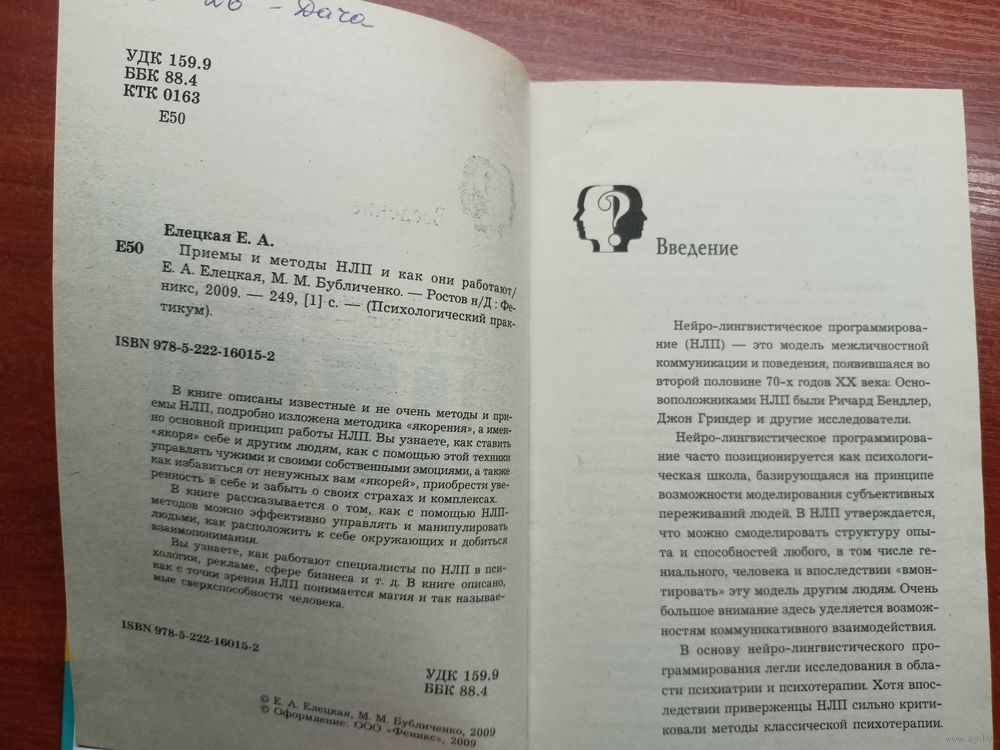 26 - Дача
УДК 159.9
ББК 88.4
КТК 0163
Е50
Елецкая Е. А.
Е50
Приемы и методы НЛП и как они работают/
Е. А. Елецкая, М. М. Бубличенко. — Ростов н/Д : Фе-
никс, 2009. — 249, [1] с. — (Психологический прак-
тикум).
ISBN 978-5-222-16015-2
В книге описаны известные и не очень методы и при-
емы НЛП, подробно изложена методика «якорения», а имен-
но основной принцип работы НЛП. Вы узнаете, как ставить
«якоря» себе и другим людям, как с помощью этой техники
управлять чужими и своими собственными эмоциями, а также
как избавиться от ненужных вам «якорей», приобрести уве-
ренность в себе и забыть о своих страхах и комплексах.
В книге рассказывается о том, как с помощью НЛП-
методов можно эффективно управлять и манипулировать
людьми, как расположить к себе окружающих и добиться
взаимопонимания.
Вы узнаете, как работают специалисты по НЛП в пси-
хологии, рекламе, сфере бизнеса и т. д. В книге описано,
как с точки зрения НЛП понимается магия и так называе-
мые сверхспособности человека.
ISBN 978-5-222-16015-2
УДК 159.9
ББК 88.4
© Е. А. Елецкая, М. М. Бубличенко, 2009
© Оформление: ООО «Феникс», 2009
Введение
Нейро-лингвистическое программирова-
ние (НЛП) — это модель межличностной
коммуникации и поведения, появившаяся во
второй половине 70-х годов XX века. Осно-
воположниками НЛП были Ричард Бендлер,
Джон Гриндер и другие исследователи.
Нейро-лингвистическое программирова-
ние часто позиционируется как психологи-
ческая школа, базирующаяся на принципе
возможности моделирования субъективных
переживаний людей. В НЛП утверждается,
что можно смоделировать структуру опы-
та и способностей любого, в том числе ге-
ниального, человека и впоследствии «вмон-
тировать» эту модель другим людям. Очень
большое внимание здесь уделяется возмож-
ностям коммуникативного взаимодействия.
В основу нейро-лингвистического про-
граммирования легли исследования в обла-
сти психиатрии и психотерапии. Хотя впос-
ледствии приверженцы НЛП сильно крити-
ковали методы классической психотерапии.
www.ay.by